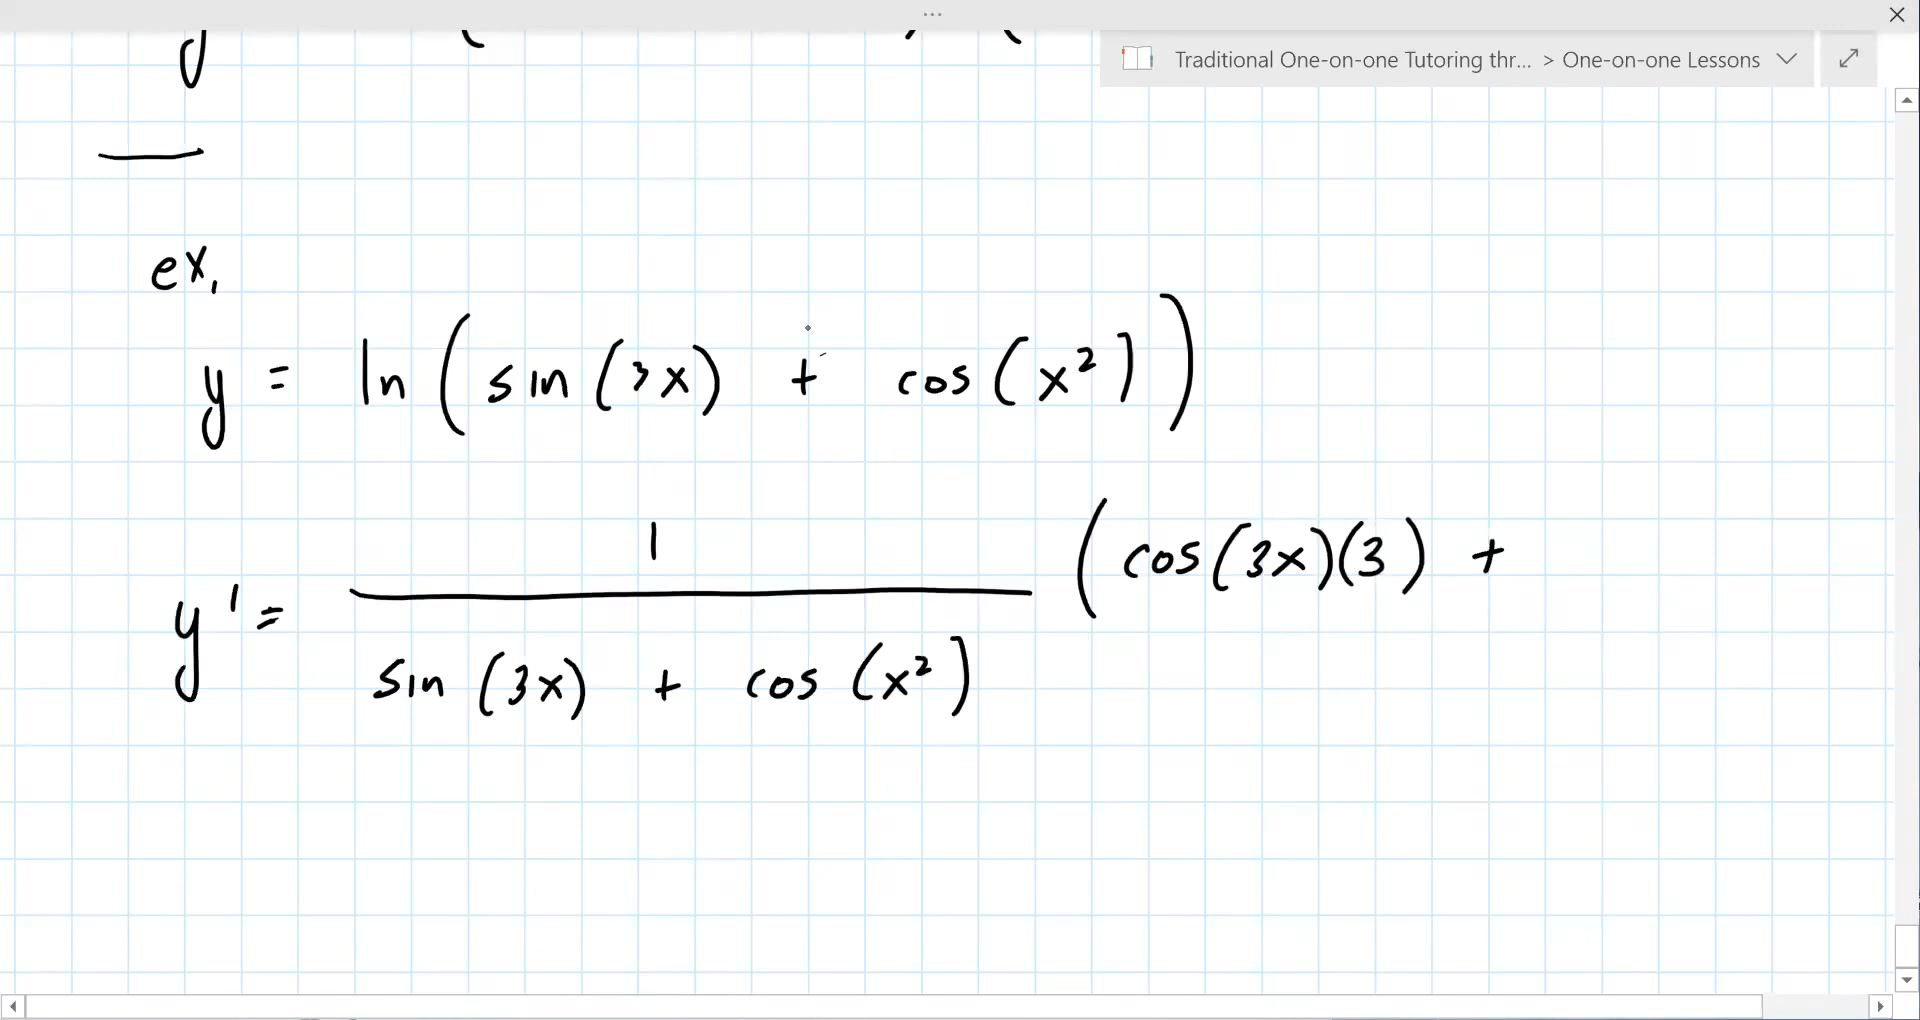 ...
Traditional One-on-one Tutoring thr... > One-on-one Lessons
y
ex.
y = ln(sin(3x) + cos(x²))
y' = 1/(sin(3x) + cos(x²)) (cos(3x)(3) +